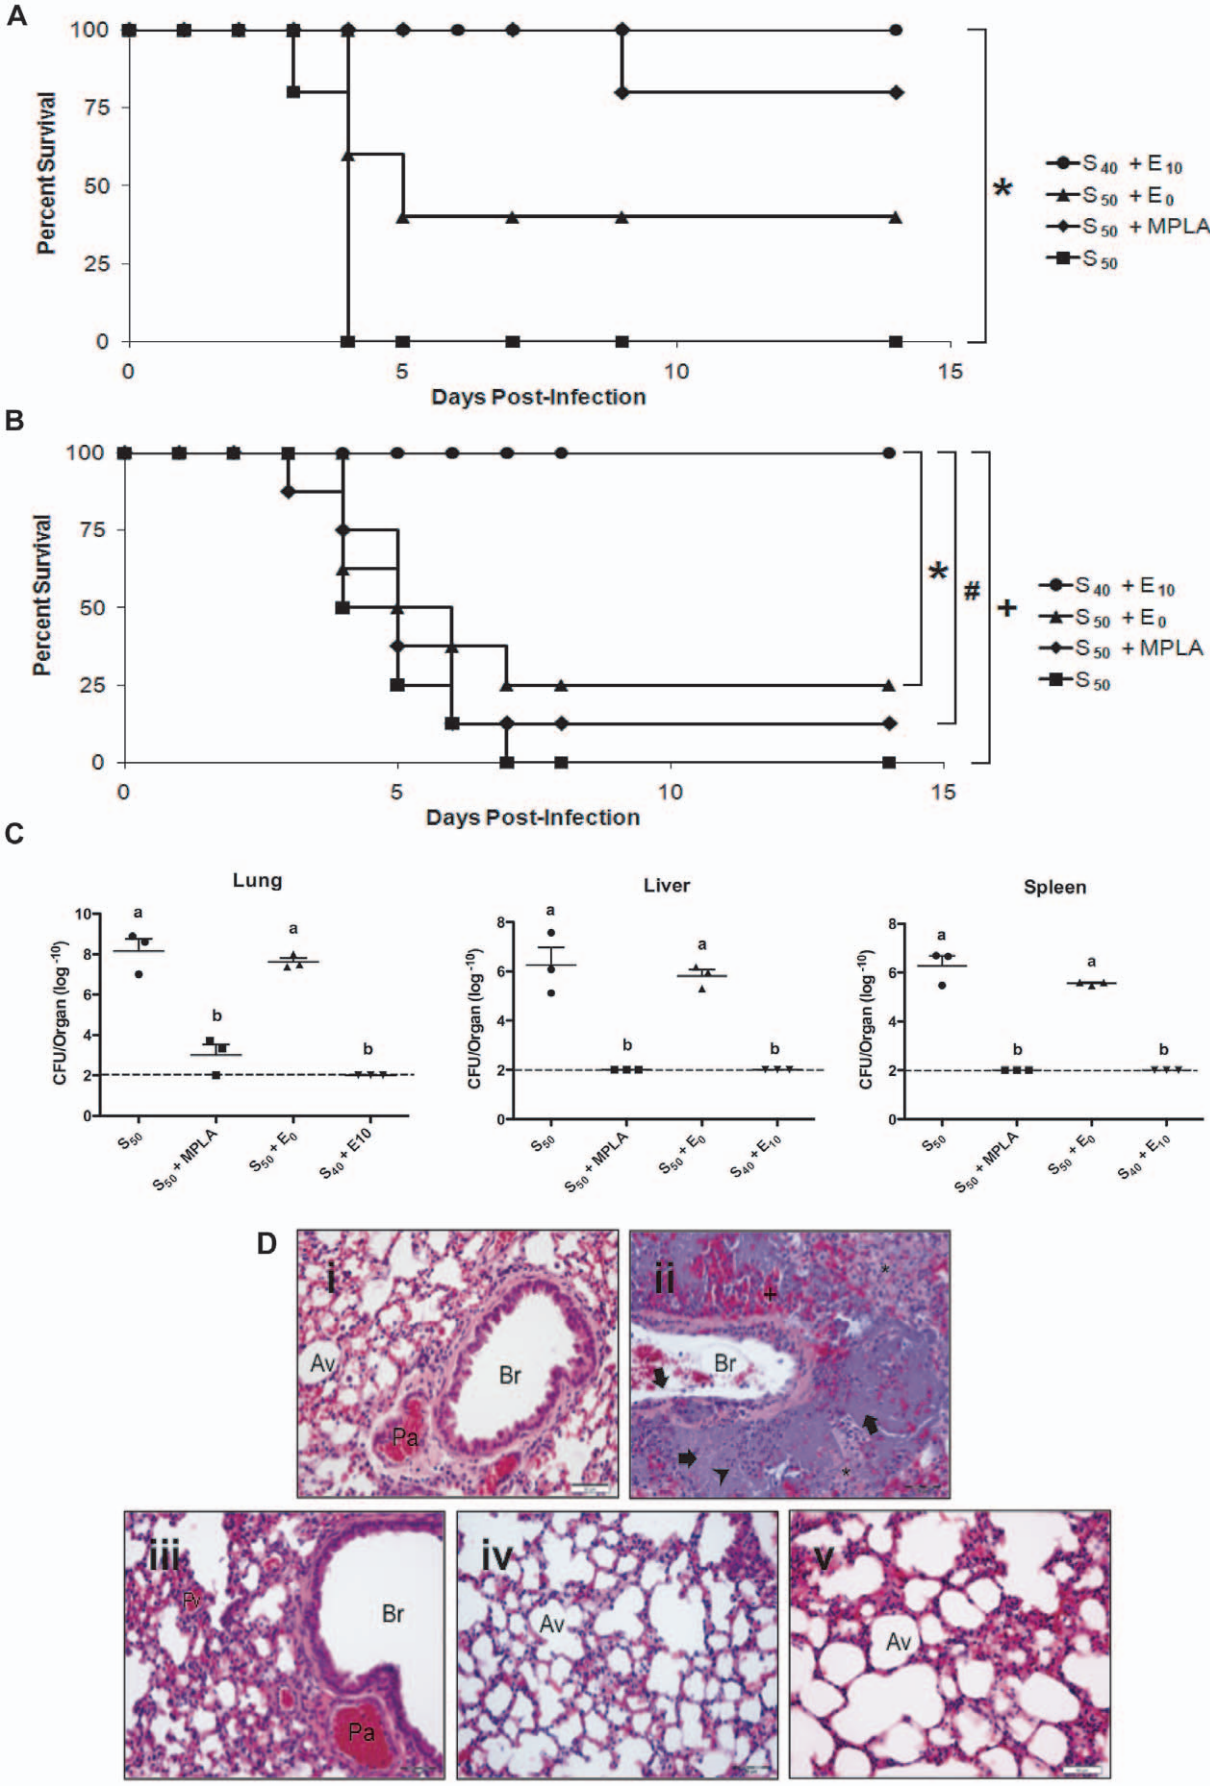 A
100
75
50
25
0
Percent Survival
0 5 10 15
Days Post-Infection
*
S40 + E10
S50 + E0
S50 + MPLA
S50
B
100
75
50
25
0
Percent Survival
0 5 10 15
Days Post-Infection
* # +
S40 + E10
S50 + E0
S50 + MPLA
S50
C
Lung
CFU/Organ (log-10)
10
8
6
4
2
0
a b a b
S50 S50 + MPLA S50 + E0 S40 + E10
Liver
CFU/Organ (log-10)
8
6
4
2
0
a b a b
S50 S50 + MPLA S50 + E0 S40 + E10
Spleen
CFU/Organ (log-10)
8
6
4
2
0
a b a b
S50 S50 + MPLA S50 + E0 S40 + E10
D
i
Av Br
Pa
ii
* +
Br
*
iii
Pv
Br
Pa
iv
Av
v
Av